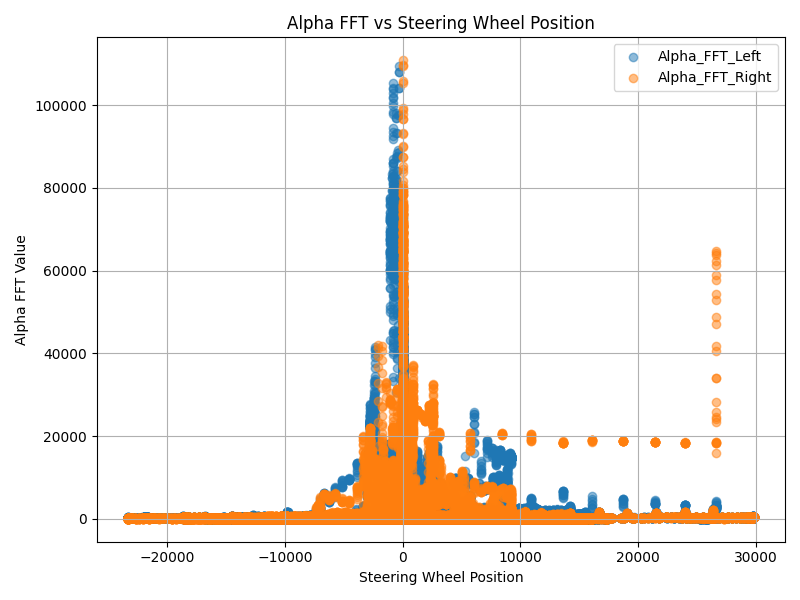 Alpha FFT vs Steering Wheel Position
Alpha_FFT_Left
Alpha_FFT_Right
Alpha FFT Value
100000
80000
60000
40000
20000
0
−20000
−10000
0
10000
20000
30000
Steering Wheel Position